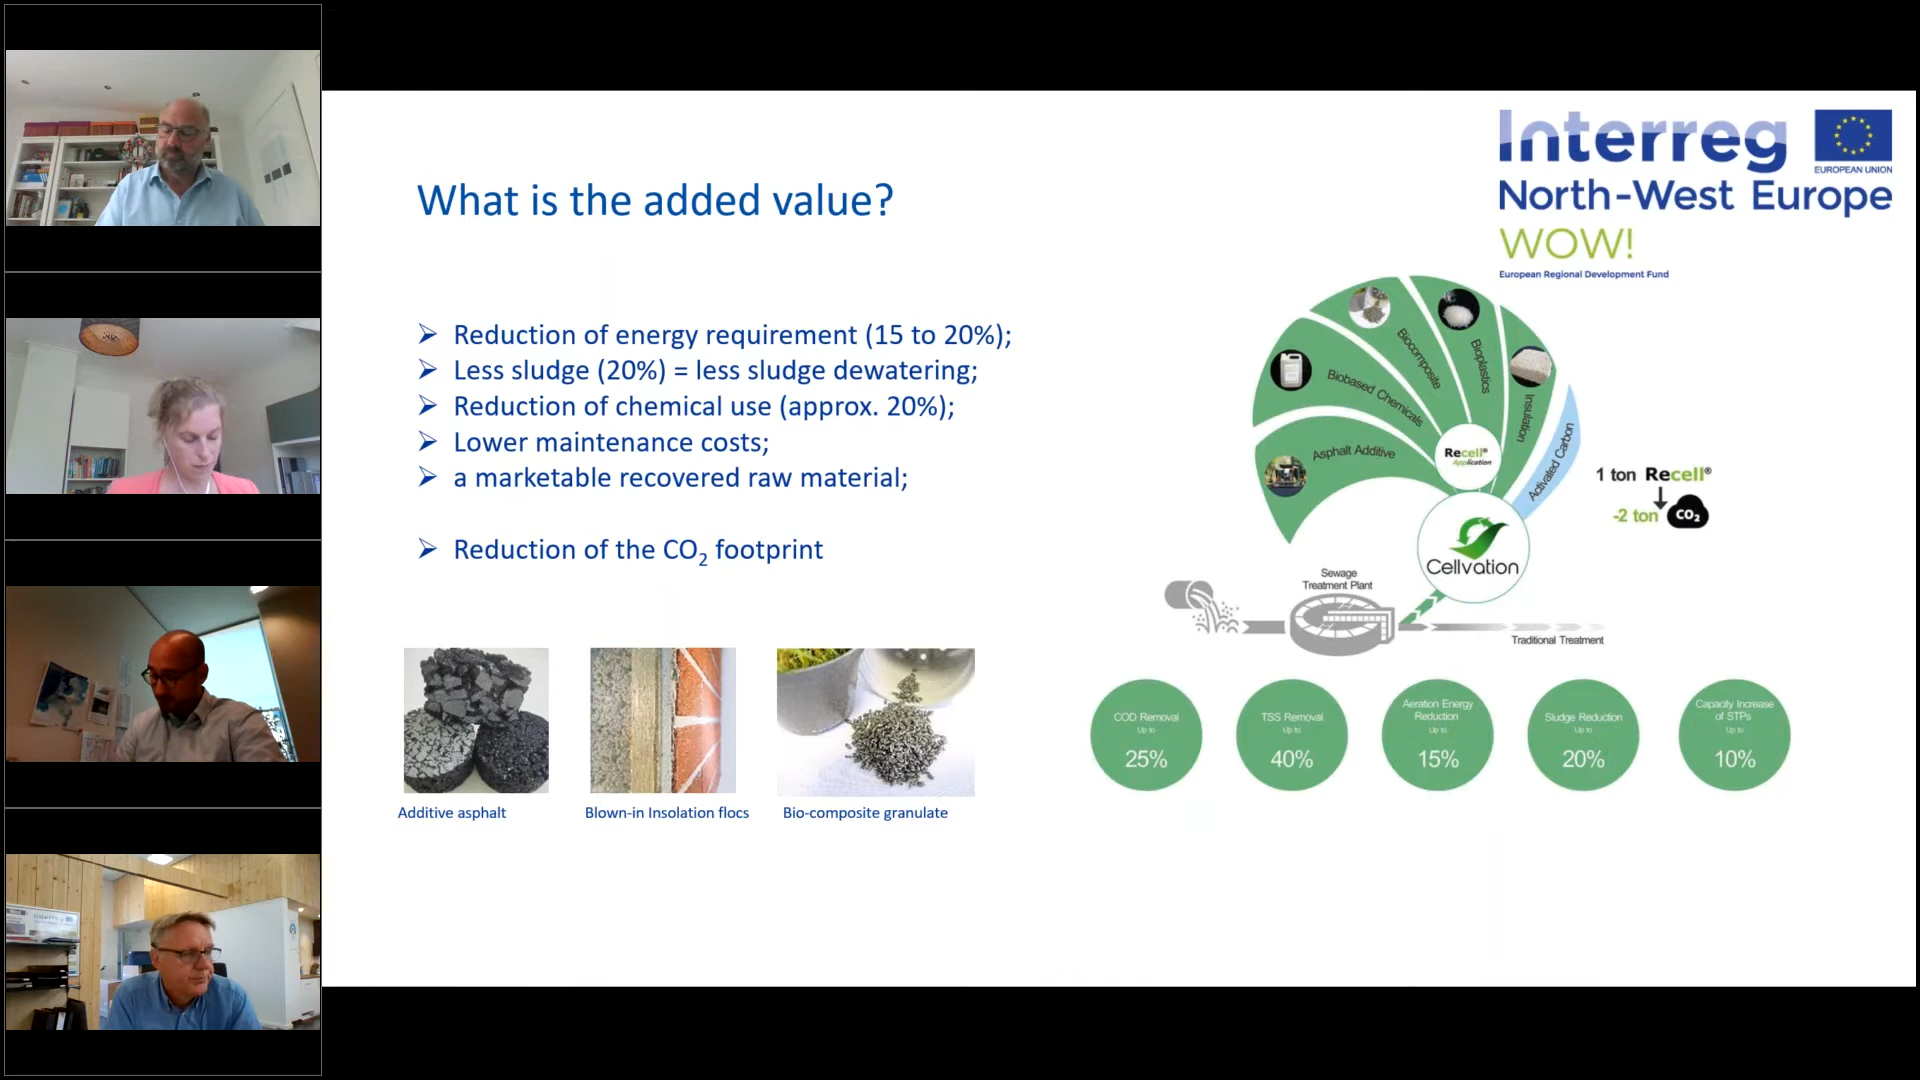 Interreg
EUROPEAN UNION
North-West Europe
WOW!
European Regional Development Fund
What is the added value?
Reduction of energy requirement (15 to 20%);
Less sludge (20%) = less sludge dewatering;
Reduction of chemical use (approx. 20%);
Lower maintenance costs;
a marketable recovered raw material;
Reduction of the CO₂ footprint
Additive asphalt
Blown-in Insolation flocs
Bio-composite granulate
Asphalt Additive
Biobased Chemicals
Biocomposite
Bioplastics
Insulation
Activated Carbon
Recell®
Application
Cellvation
1 ton Recell®
-2 ton CO₂
Sewage
Treatment Plant
Traditional Treatment
COD Removal
Up to
25%
TSS Removal
Up to
40%
Aeration Energy
Reduction
Up to
15%
Sludge Reduction
Up to
20%
Capacity Increase
of STPs
Up to
10%